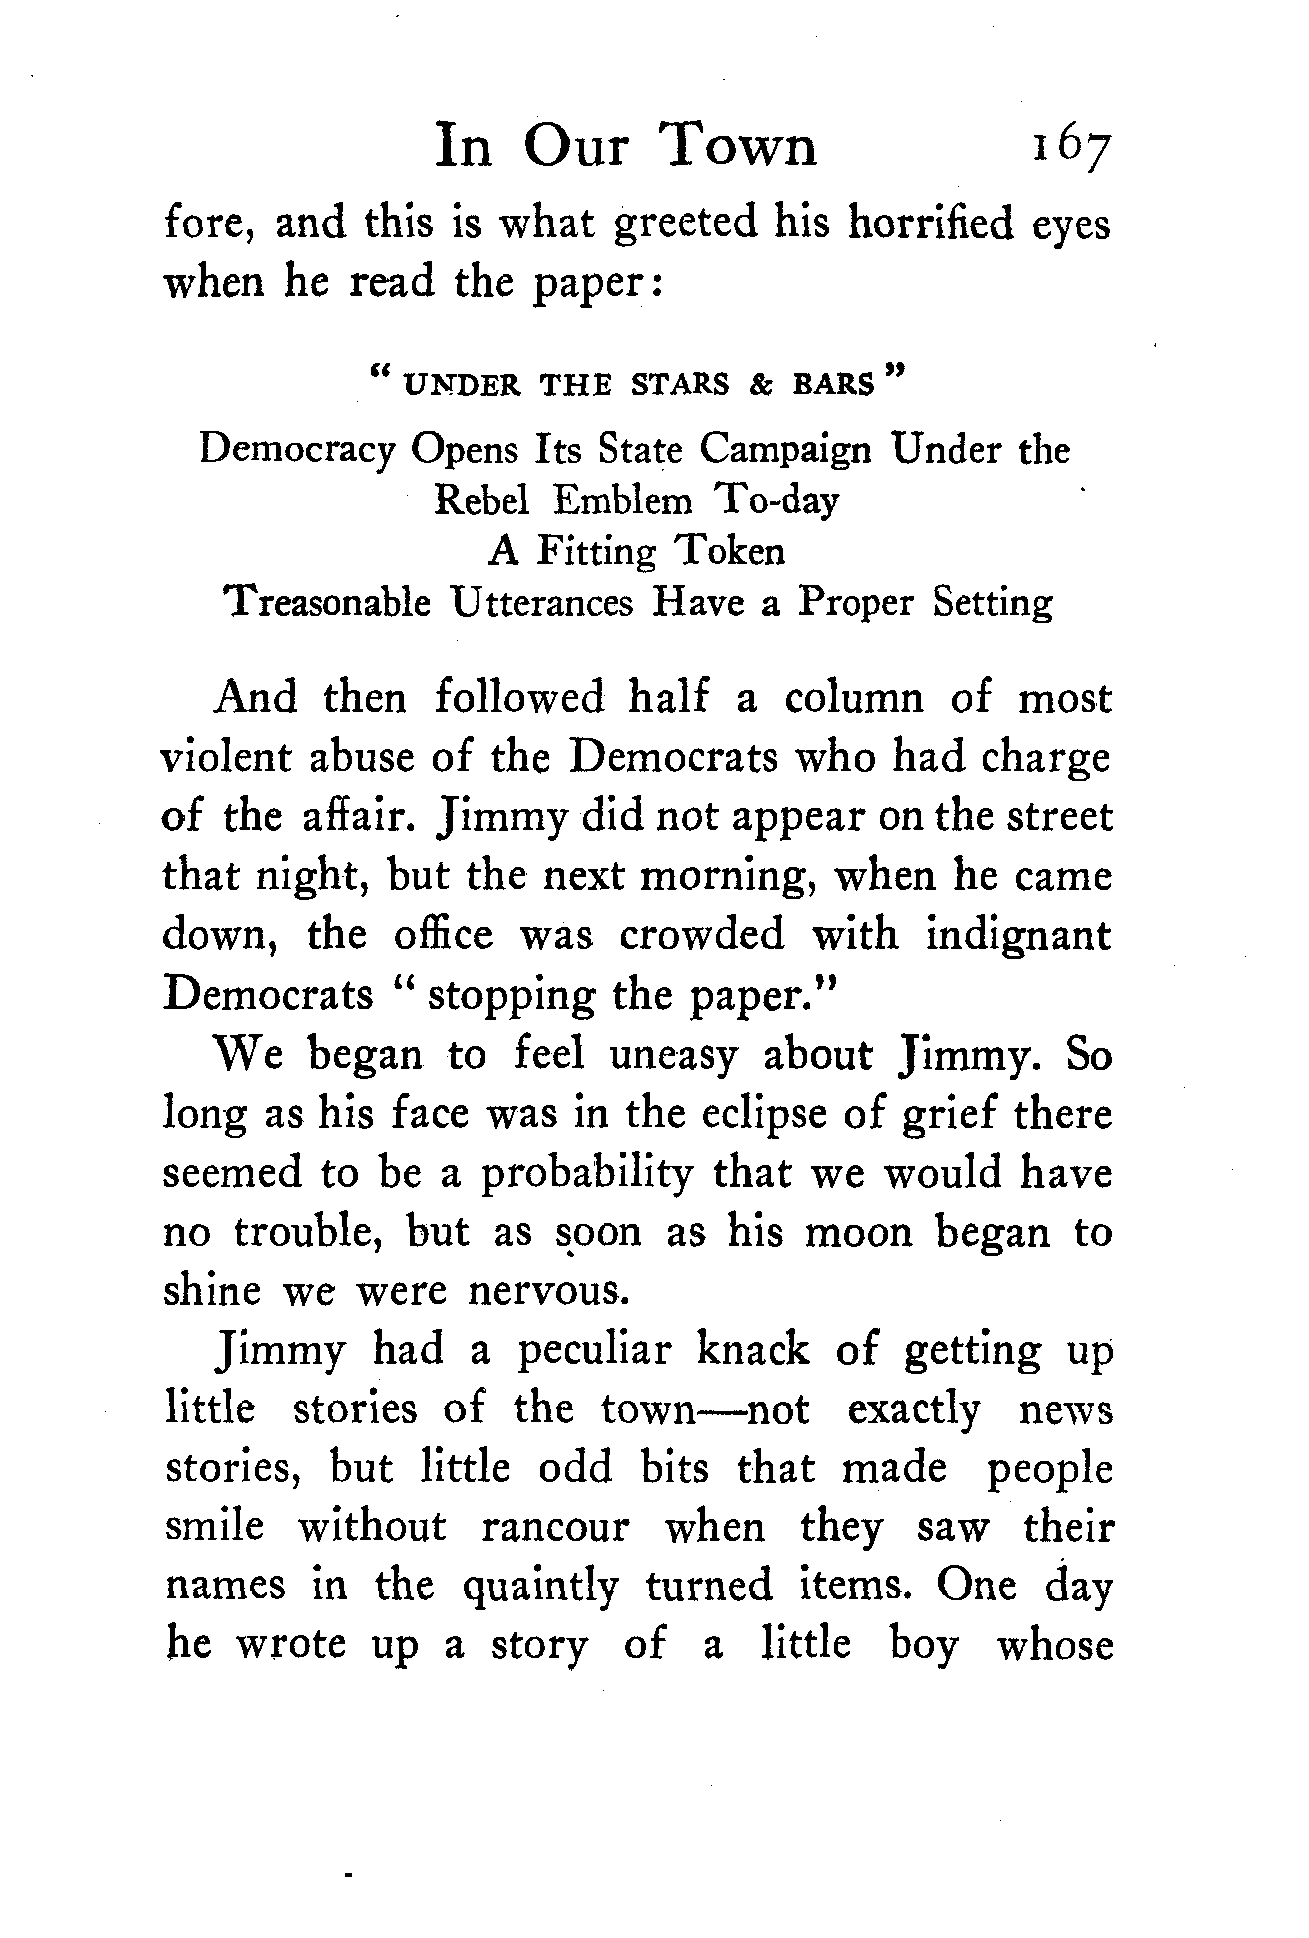 In Our Town 167
fore, and this is what greeted his horrified eyes
when he read the paper:
“ UNDER THE STARS & BARS ”
Democracy Opens Its State Campaign Under the
Rebel Emblem To-day
A Fitting Token
Treasonable Utterances Have a Proper Setting
And then followed half a column of most
violent abuse of the Democrats who had charge
of the affair. Jimmy did not appear on the street
that night, but the next morning, when he came
down, the office was crowded with indignant
Democrats “ stopping the paper.”
We began to feel uneasy about Jimmy. So
long as his face was in the eclipse of grief there
seemed to be a probability that we would have
no trouble, but as soon as his moon began to
shine we were nervous.
Jimmy had a peculiar knack of getting up
little stories of the town—not exactly news
stories, but little odd bits that made people
smile without rancour when they saw their
names in the quaintly turned items. One day
he wrote up a story of a little boy whose